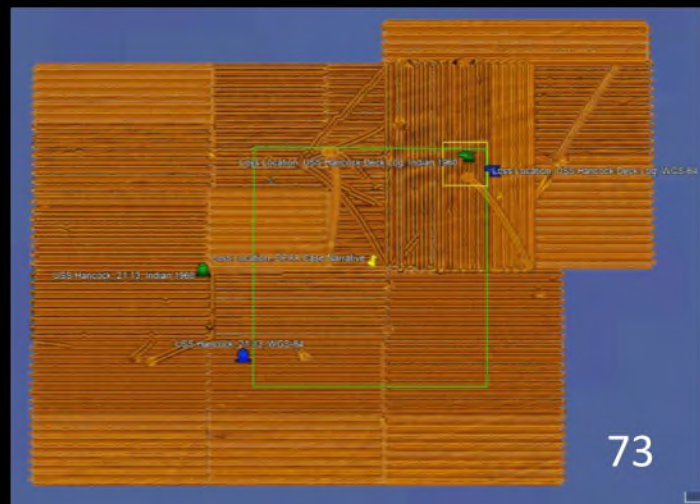 Loss Location, USS Hancock Deck Log, Indian 1960
Loss Location, USS Hancock Deck Log, WGS-84
Loss Location, DPAA Case Narrative
USS Hancock, 21:13, Indian 1960
USS Hancock, 21:13, WGS-84
73